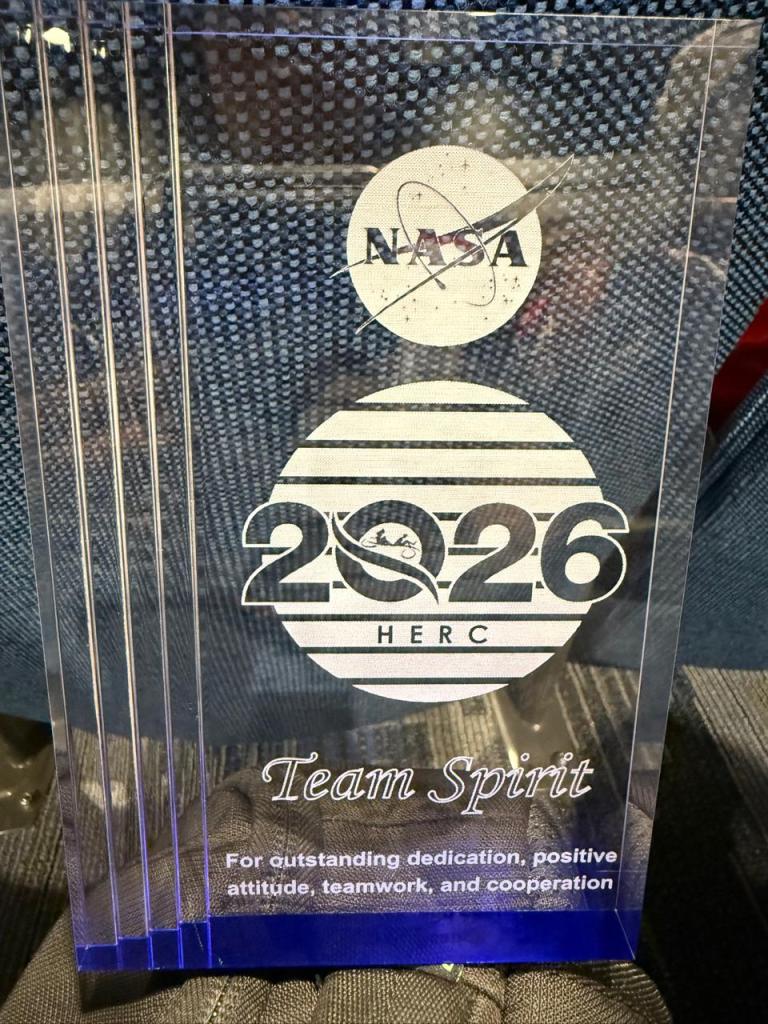 NASA
2026
HERC
Team Spirit
For outstanding dedication, positive
attitude, teamwork, and cooperation